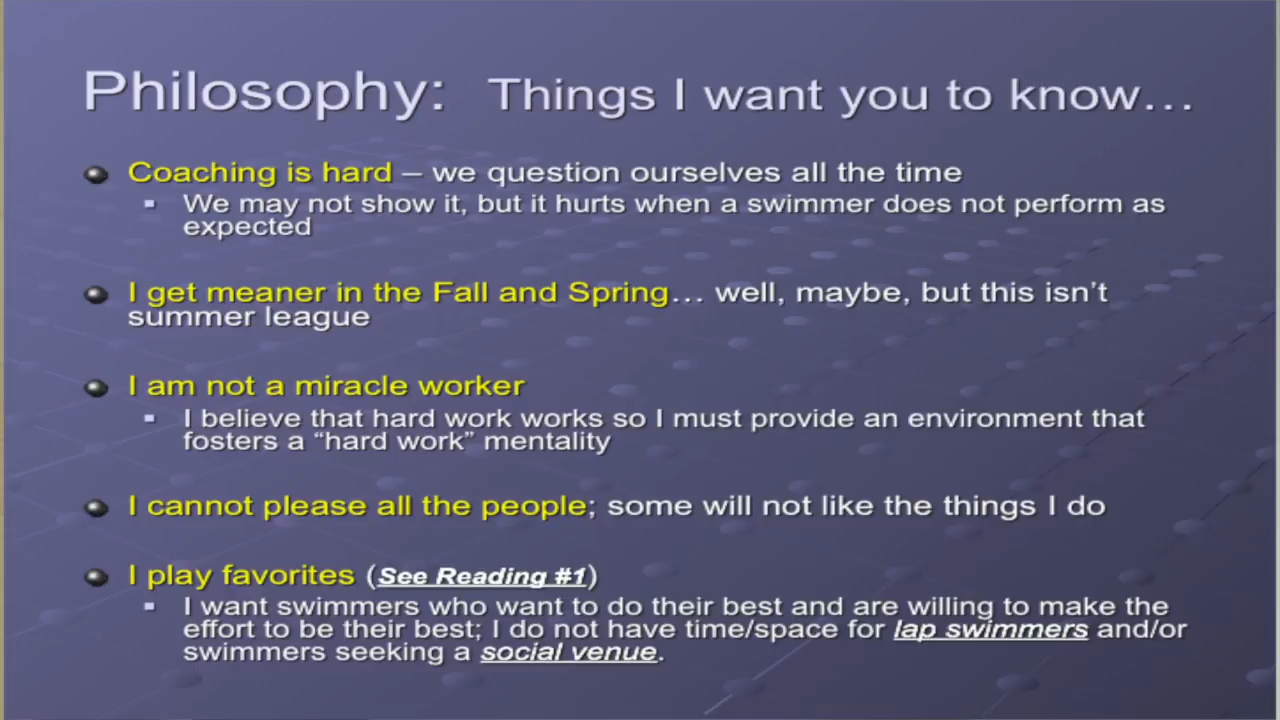 Philosophy: Things I want you to know…
Coaching is hard – we question ourselves all the time
We may not show it, but it hurts when a swimmer does not perform as
expected
I get meaner in the Fall and Spring… well, maybe, but this isn’t
summer league
I am not a miracle worker
I believe that hard work works so I must provide an environment that
fosters a “hard work” mentality
I cannot please all the people; some will not like the things I do
I play favorites (See Reading #1)
I want swimmers who want to do their best and are willing to make the
effort to be their best; I do not have time/space for lap swimmers and/or
swimmers seeking a social venue.